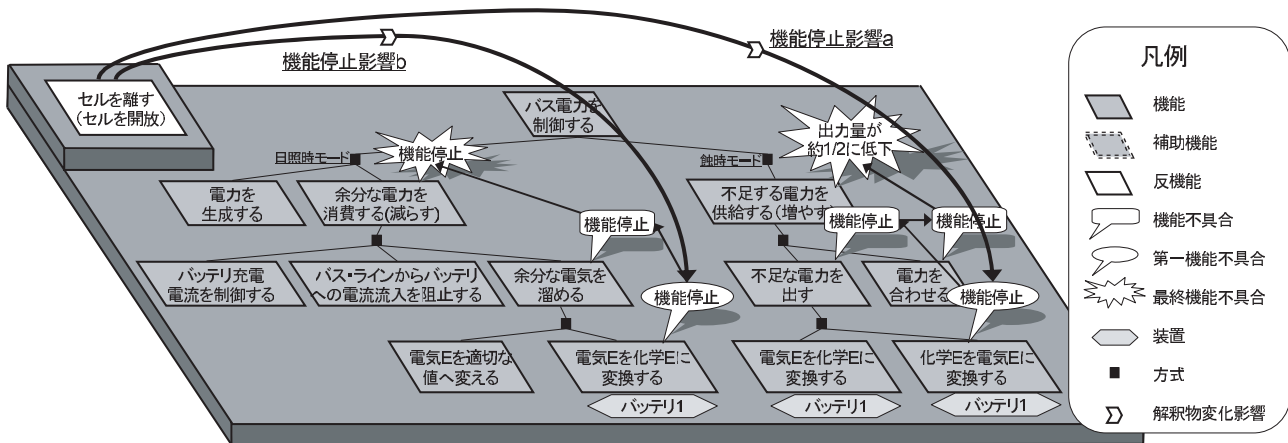 機能停止影響a
機能停止影響b
セルを離す
(セルを開放)
バス電力を
制御する
日照時モード
機能停止
蝕時モード
出力量が
約1/2に低下
電力を
生成する
余分な電力を
消費する(減らす)
機能停止
不足する電力を
供給する(増やす)
機能停止
機能停止
バッテリ充電
電流を制御する
バス・ラインからバッテリ
への電流流入を阻止する
余分な電気を
溜める
機能停止
不足な電力を
出す
電力を
合わせる
機能停止
電気Eを適切な
値へ変える
電気Eを化学Eに
変換する
電気Eを化学Eに
変換する
化学Eを電気Eに
変換する
バッテリ1
バッテリ1
バッテリ1
凡例
機能
補助機能
反機能
機能不具合
第一機能不具合
最終機能不具合
装置
方式
解釈物変化影響